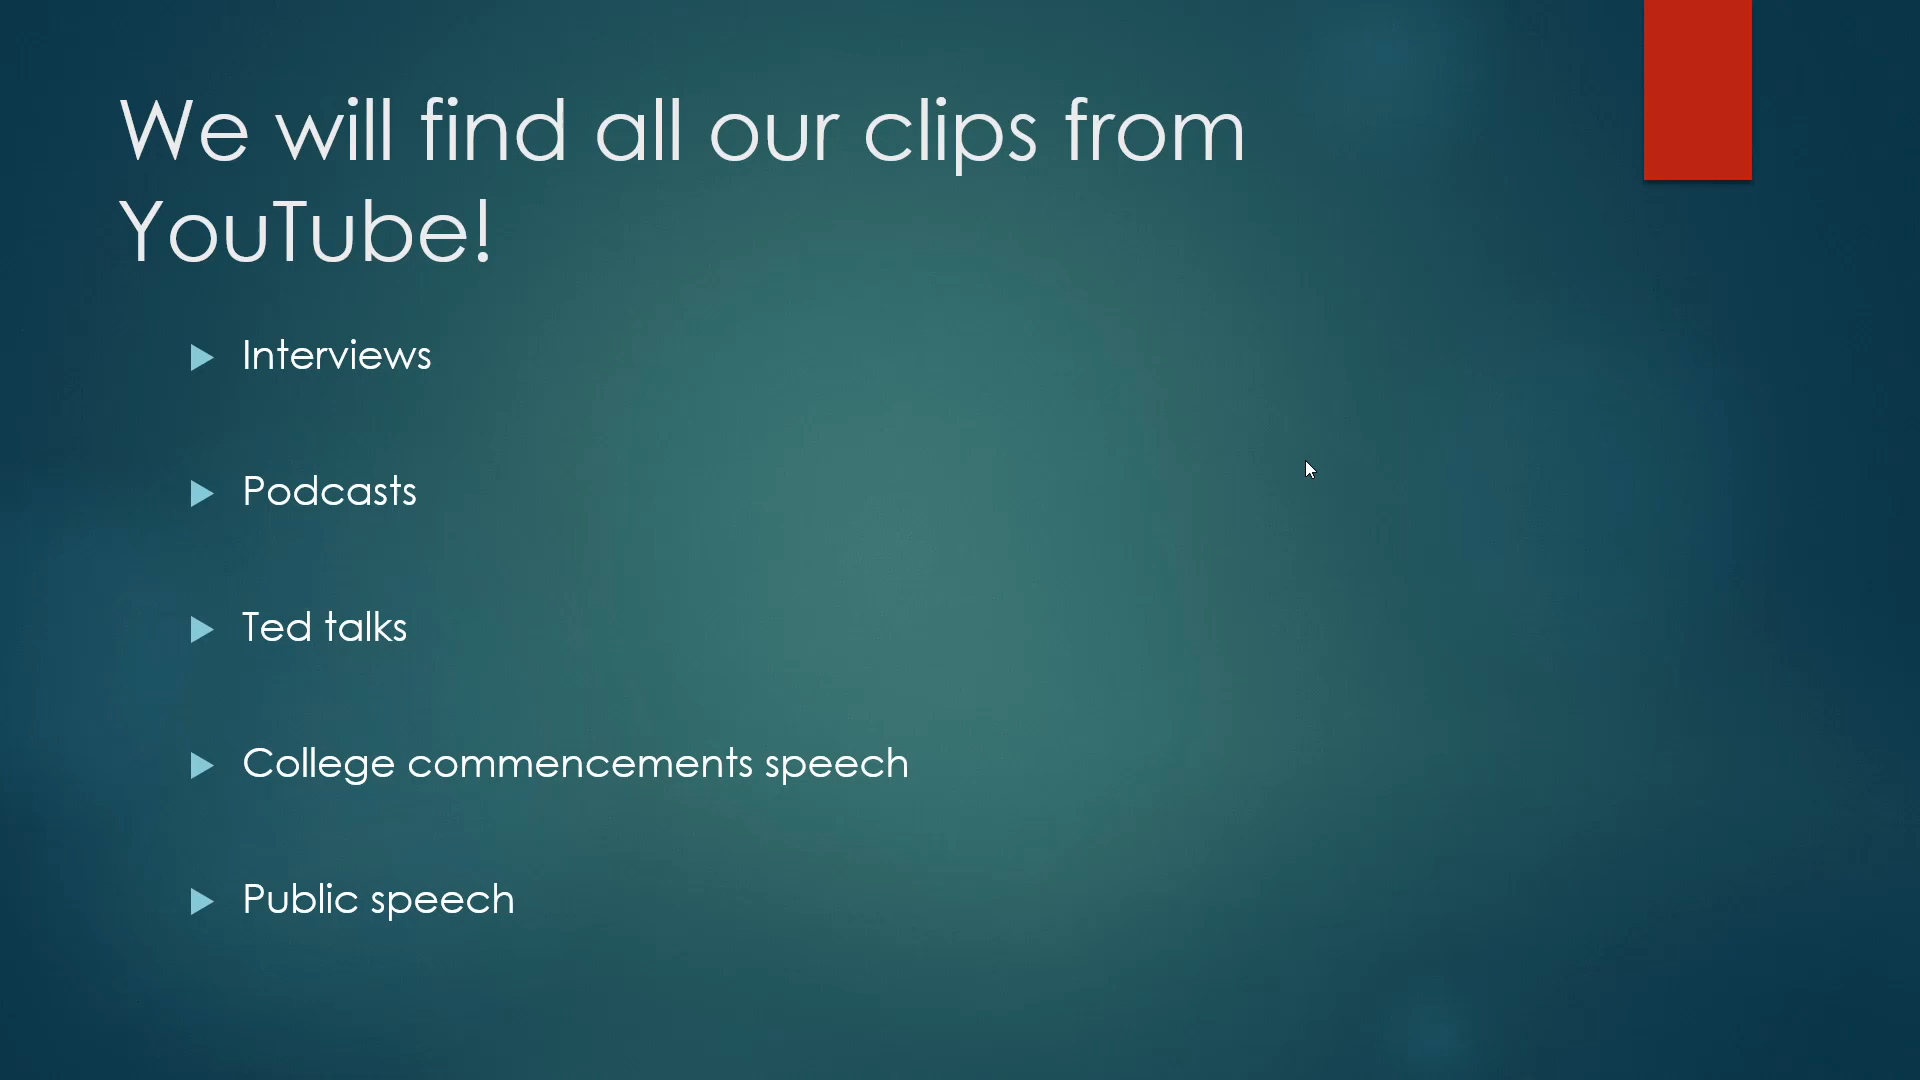 We will find all our clips from
YouTube!
Interviews
Podcasts
Ted talks
College commencements speech
Public speech